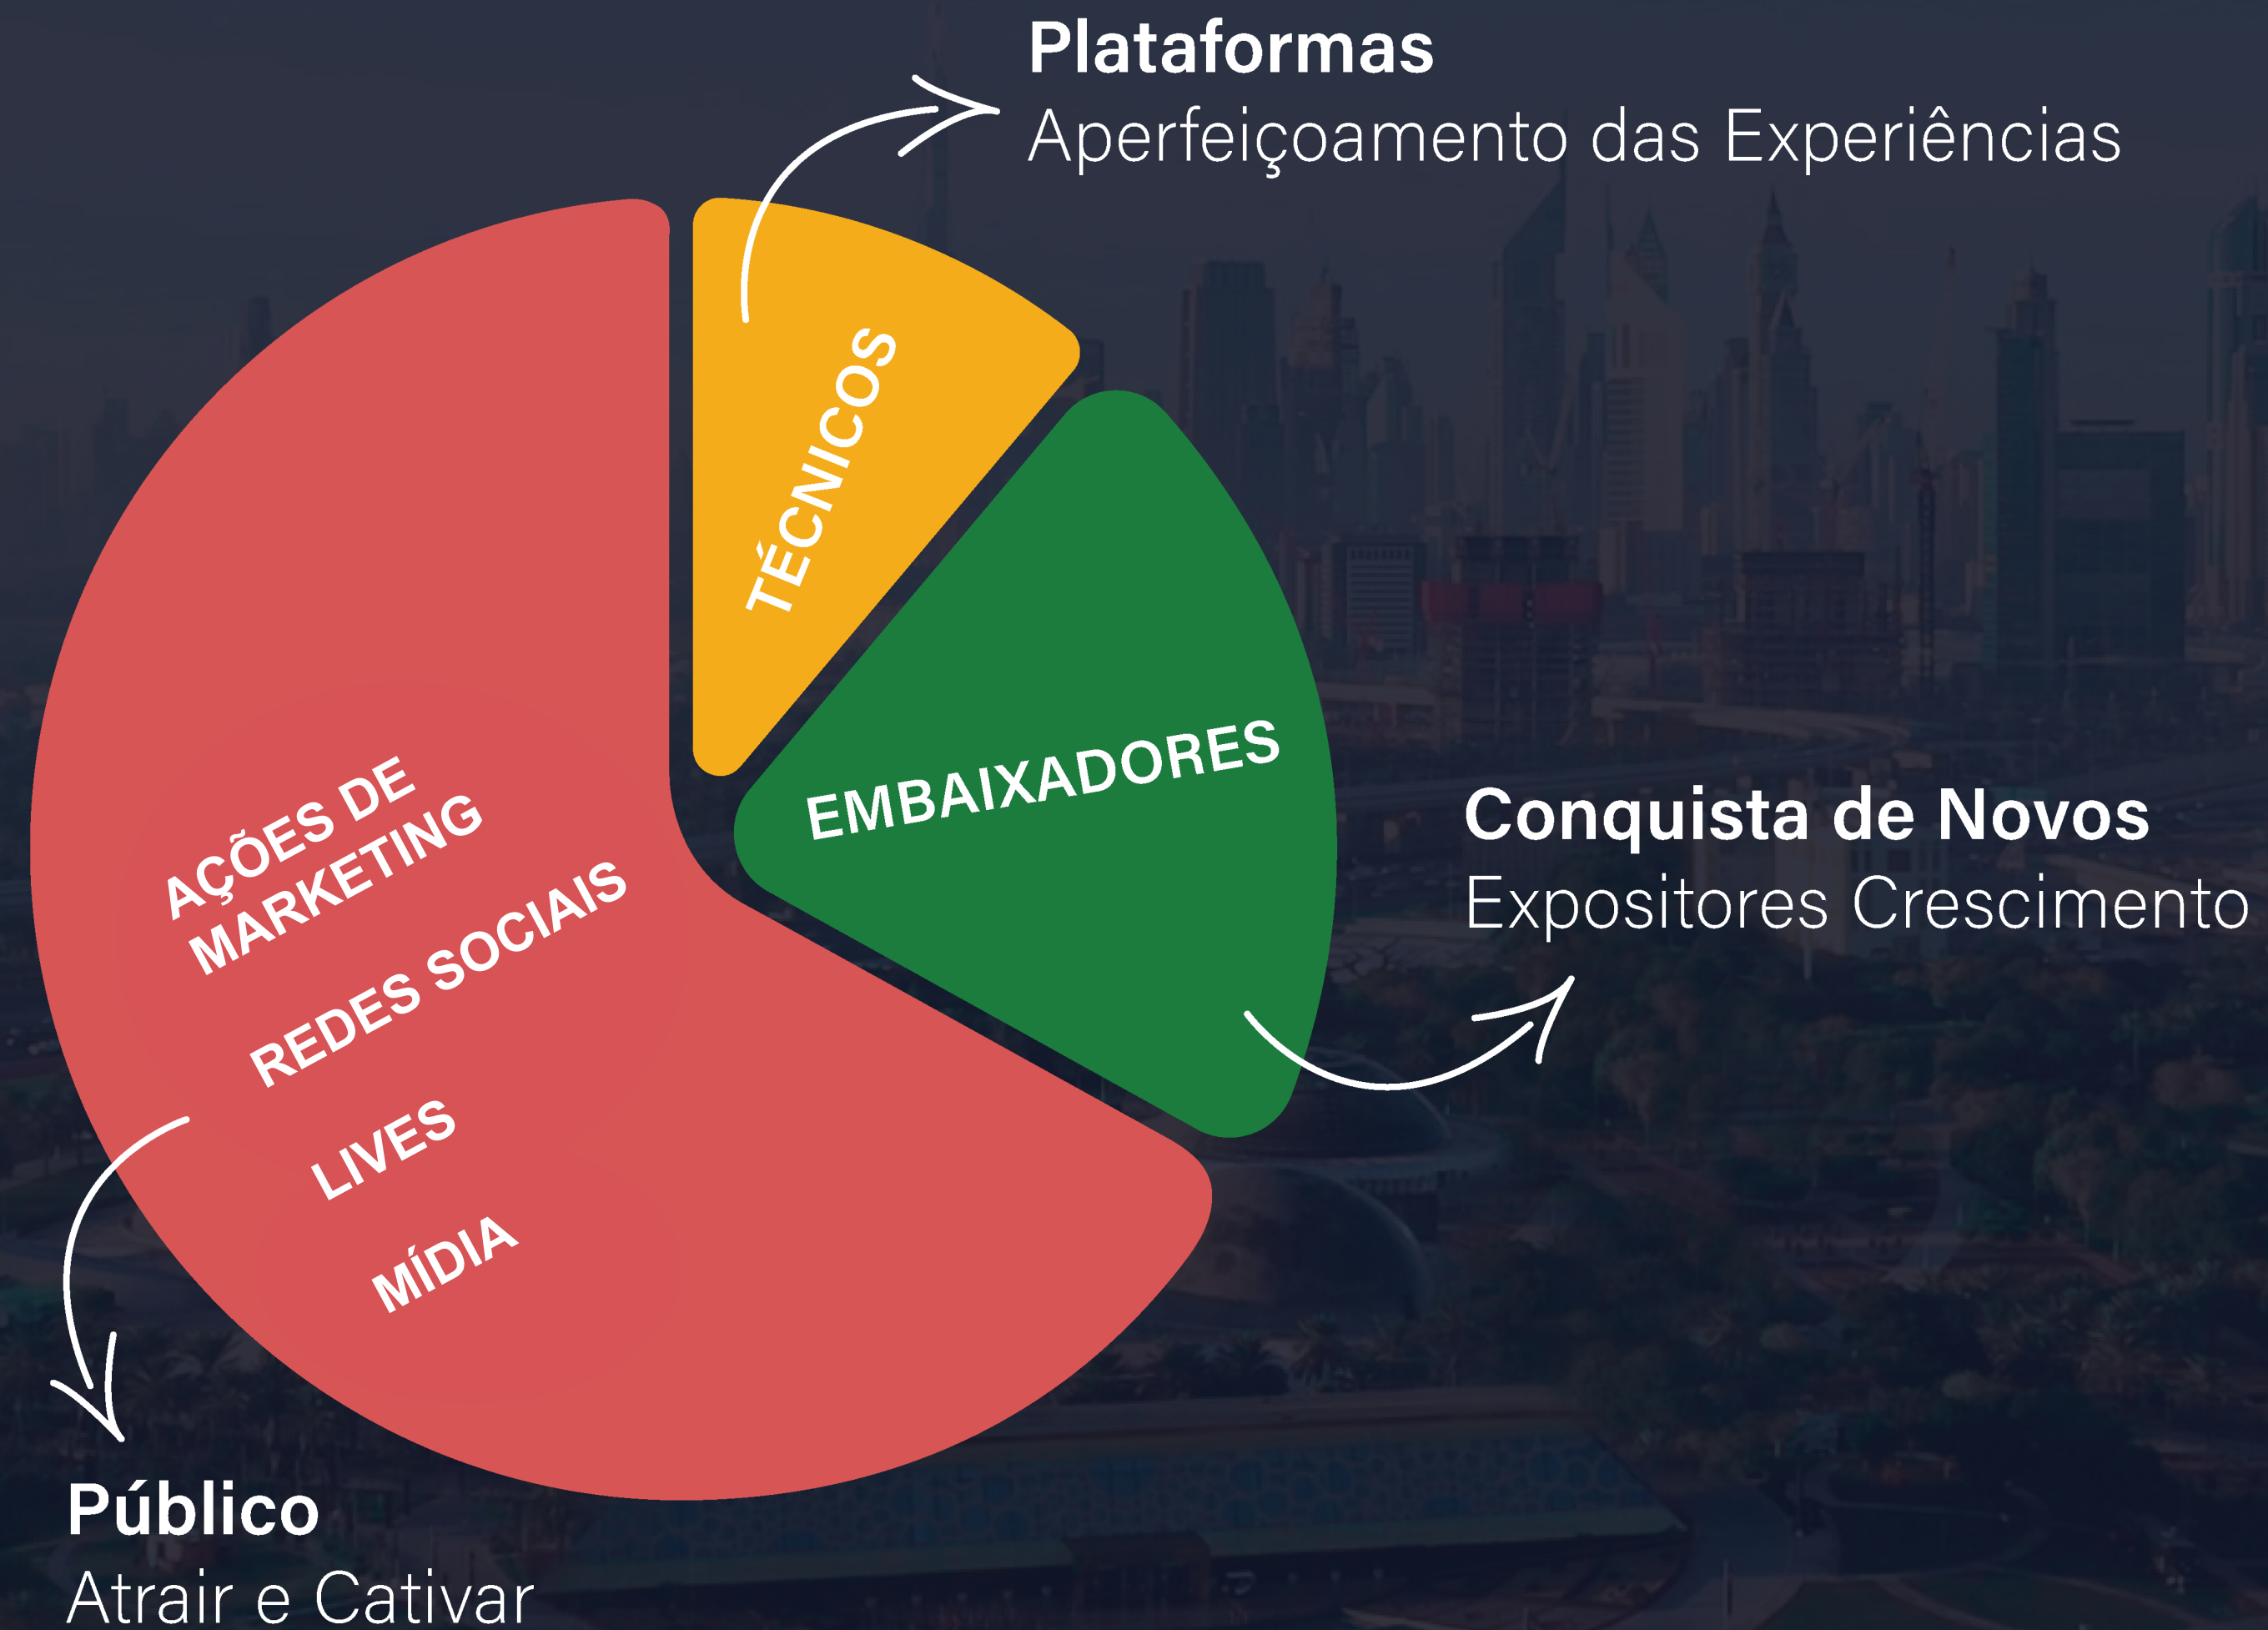 Plataformas
Aperfeiçoamento das Experiências
TÉCNICOS
EMBAIXADORES
Conquista de Novos
Expositores Crescimento
AÇÕES DE
MARKETING
REDES SOCIAIS
LIVES
MÍDIA
Público
Atrair e Cativar